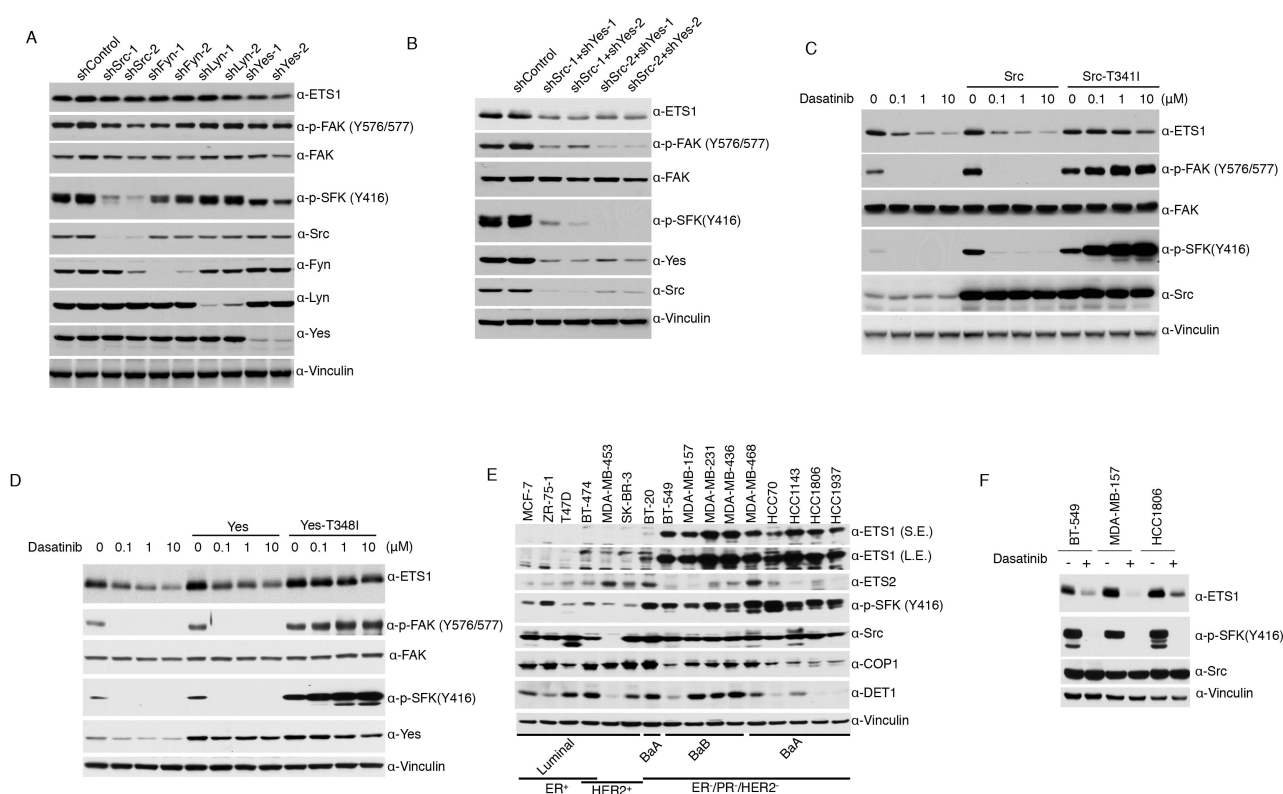 A
shControl
shSrc-1
shSrc-2
shFyn-1
shFyn-2
shLyn-1
shLyn-2
shYes-1
shYes-2
α-ETS1
α-p-FAK (Y576/577)
α-FAK
α-p-SFK (Y416)
α-Src
α-Fyn
α-Lyn
α-Yes
α-Vinculin
B
shControl
shSrc-1+shYes-1
shSrc-1+shYes-2
shSrc-2+shYes-1
shSrc-2+shYes-2
α-ETS1
α-p-FAK (Y576/577)
α-FAK
α-p-SFK(Y416)
α-Yes
α-Src
α-Vinculin
C
Src Src-T341I
Dasatinib 0 0.1 1 10 0 0.1 1 10 0 0.1 1 10 (μM)
α-ETS1
α-p-FAK (Y576/577)
α-FAK
α-p-SFK(Y416)
α-Src
α-Vinculin
D
Yes Yes-T348I
Dasatinib 0 0.1 1 10 0 0.1 1 10 0 0.1 1 10 (μM)
α-ETS1
α-p-FAK (Y576/577)
α-FAK
α-p-SFK(Y416)
α-Yes
α-Vinculin
E
MCF-7
ZR-75-1
T47D
BT-474
MDA-MB-453
SK-BR-3
BT-20
BT-549
MDA-MB-157
MDA-MB-231
MDA-MB-436
MDA-MB-468
HCC70
HCC1143
HCC1806
HCC1937
α-ETS1 (S.E.)
α-ETS1 (L.E.)
α-ETS2
α-p-SFK (Y416)
α-Src
α-COP1
α-DET1
α-Vinculin
Luminal BaA BaB BaA
ER⁺ HER2⁺ ER⁻/PR⁻/HER2⁻
F
BT-549
MDA-MB-157
HCC1806
Dasatinib - + - + - +
α-ETS1
α-p-SFK(Y416)
α-Src
α-Vinculin